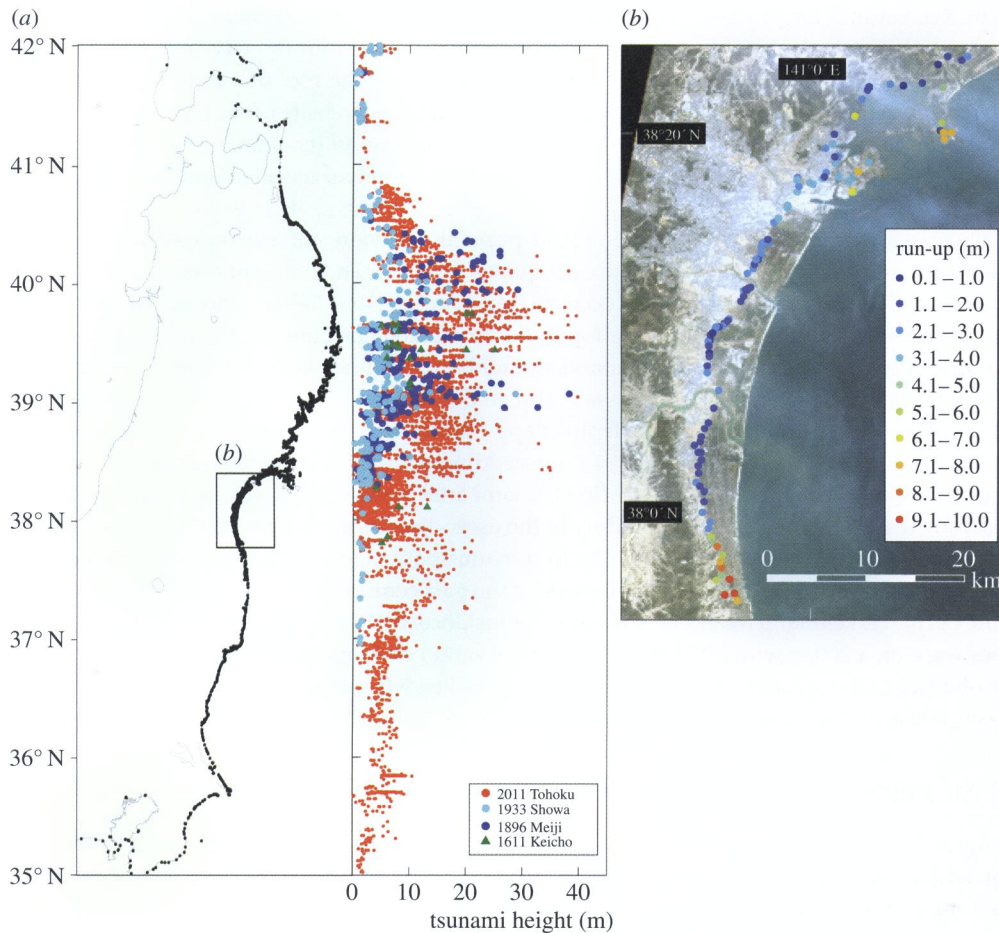 (a)
42° N
41° N
40° N
39° N
(b)
38° N
37° N
36° N
35° N
0 10 20 30 40
tsunami height (m)
2011 Tohoku
1933 Showa
1896 Meiji
1611 Keicho
(b)
141°0´E
38°20´N
38°0´N
run-up (m)
0.1 – 1.0
1.1 – 2.0
2.1 – 3.0
3.1 – 4.0
4.1 – 5.0
5.1 – 6.0
6.1 – 7.0
7.1 – 8.0
8.1 – 9.0
9.1 – 10.0
0 10 20
km